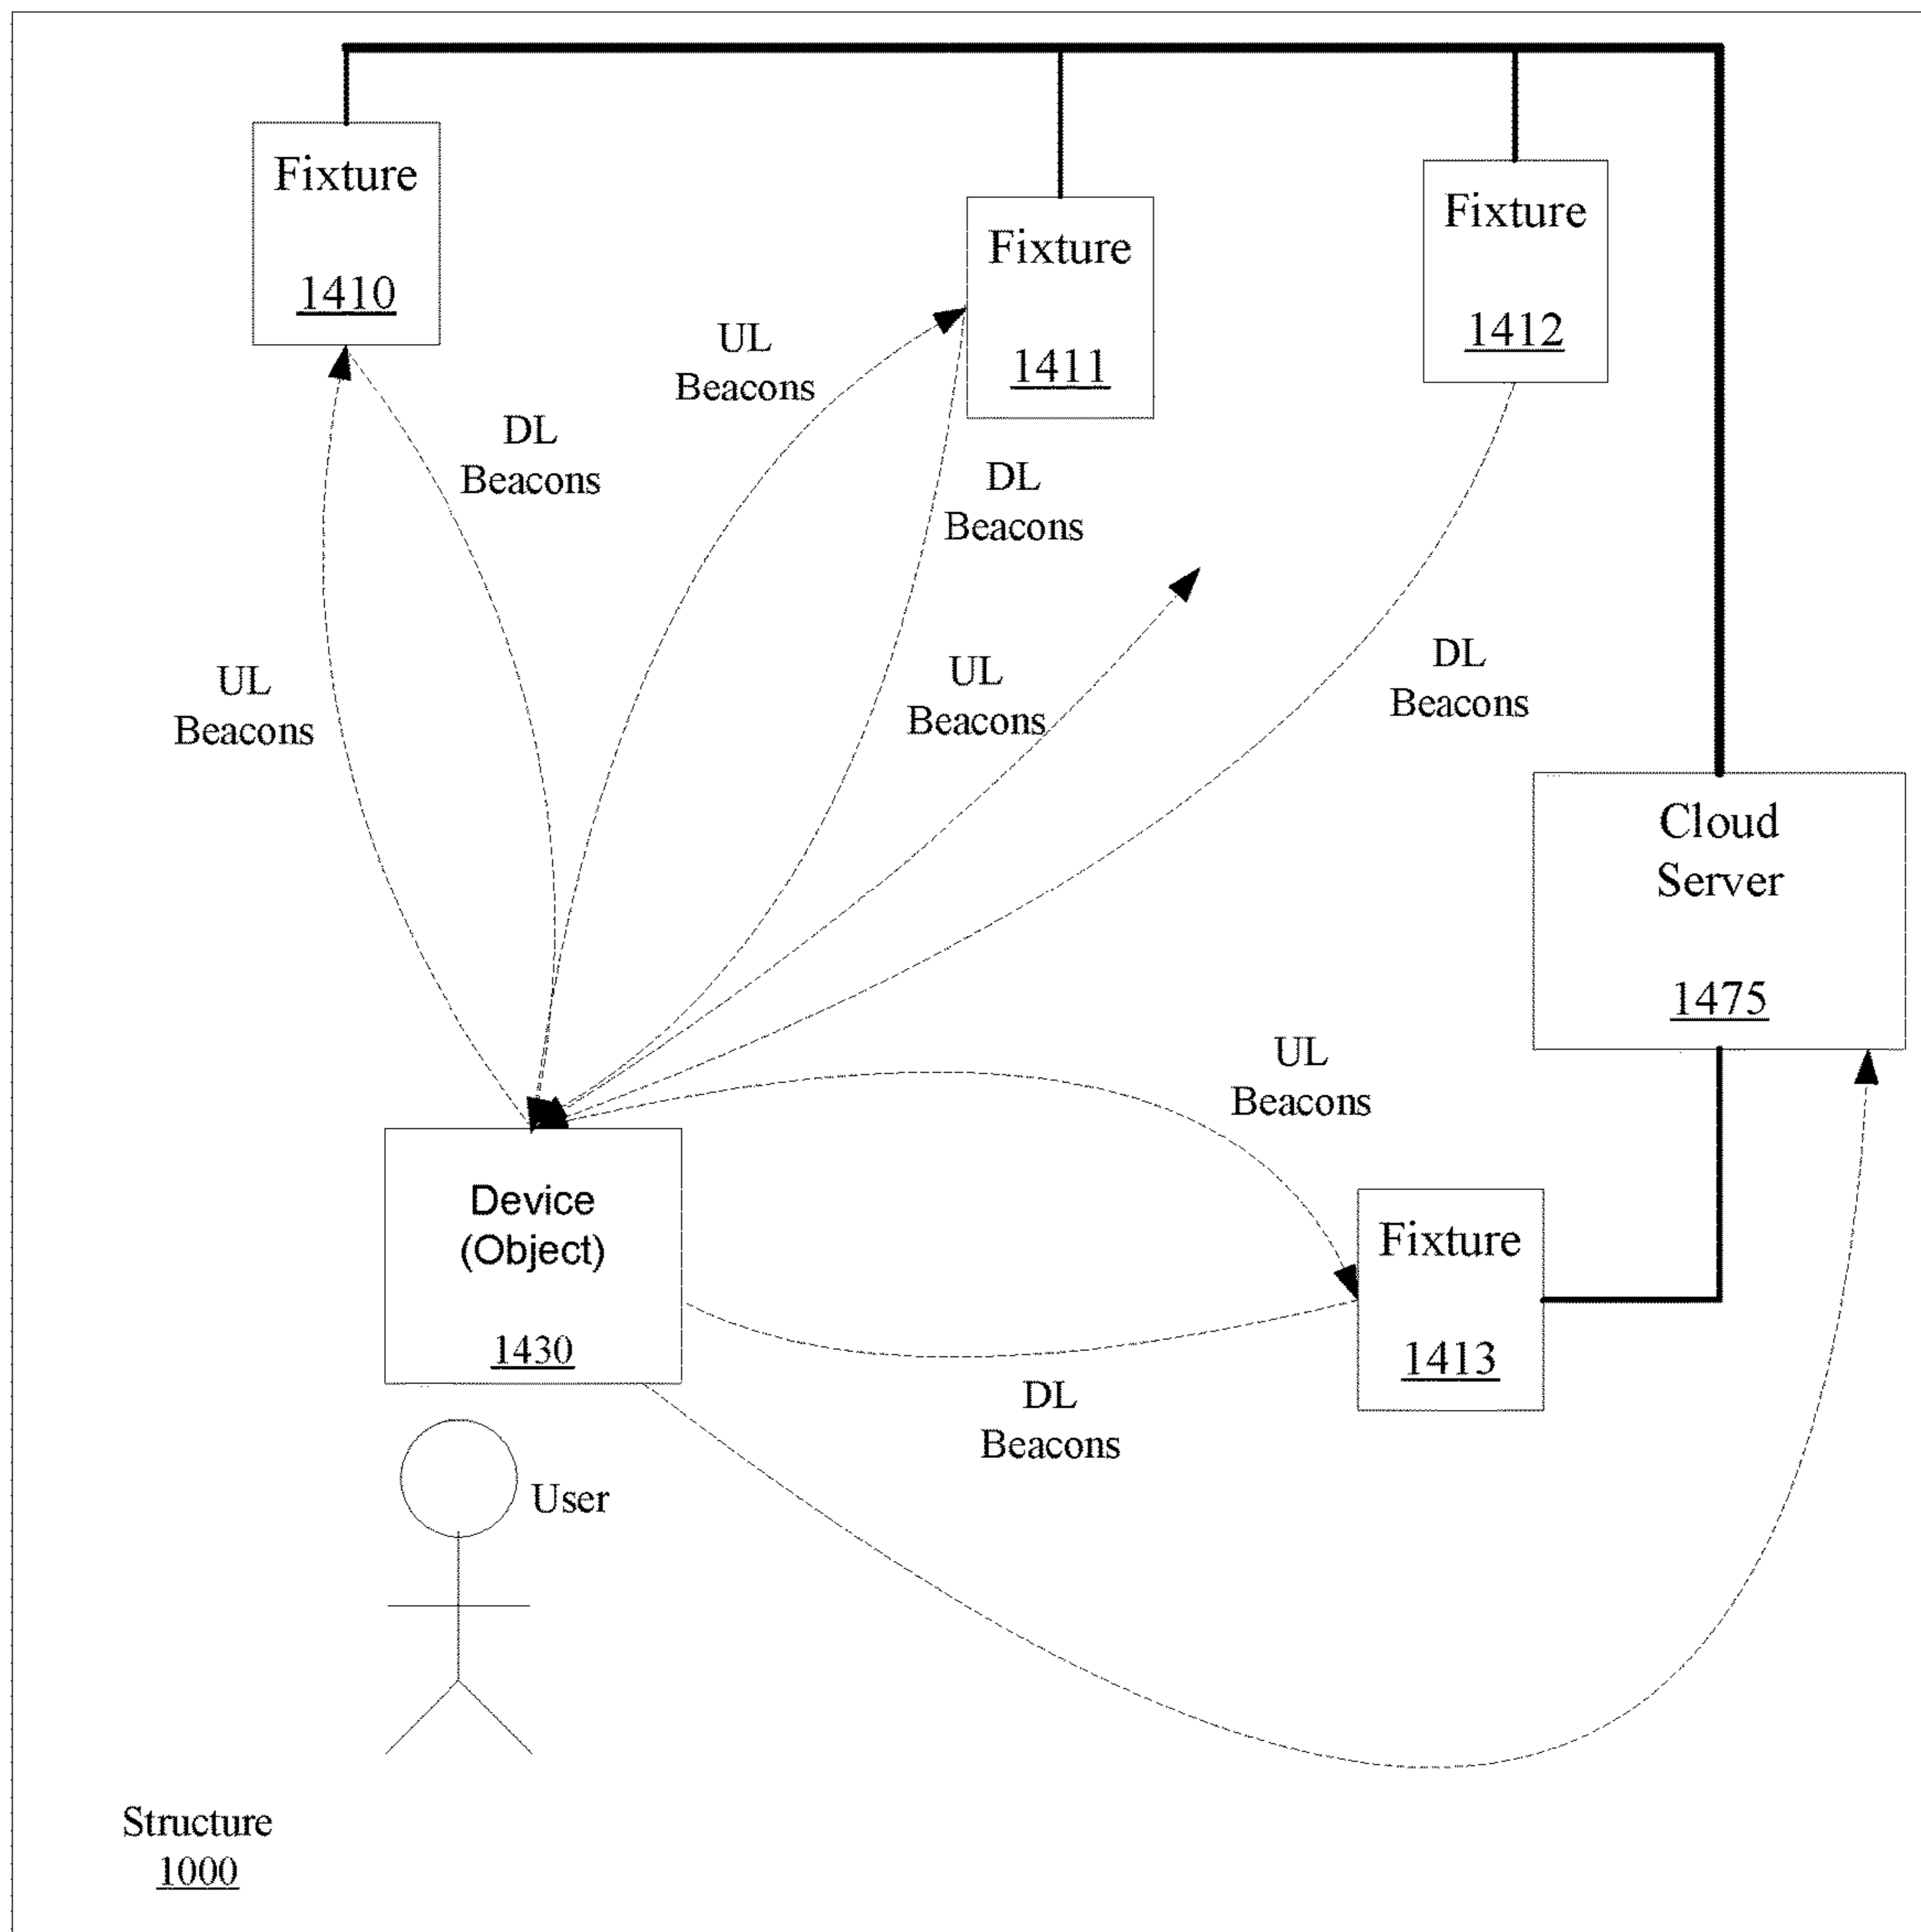 Fixture
1410
Fixture
1411
Fixture
1412
UL
Beacons
DL
Beacons
DL
Beacons
UL
Beacons
UL
Beacons
DL
Beacons
Cloud
Server
1475
UL
Beacons
Device
(Object)
1430
Fixture
1413
DL
Beacons
User
Structure
1000